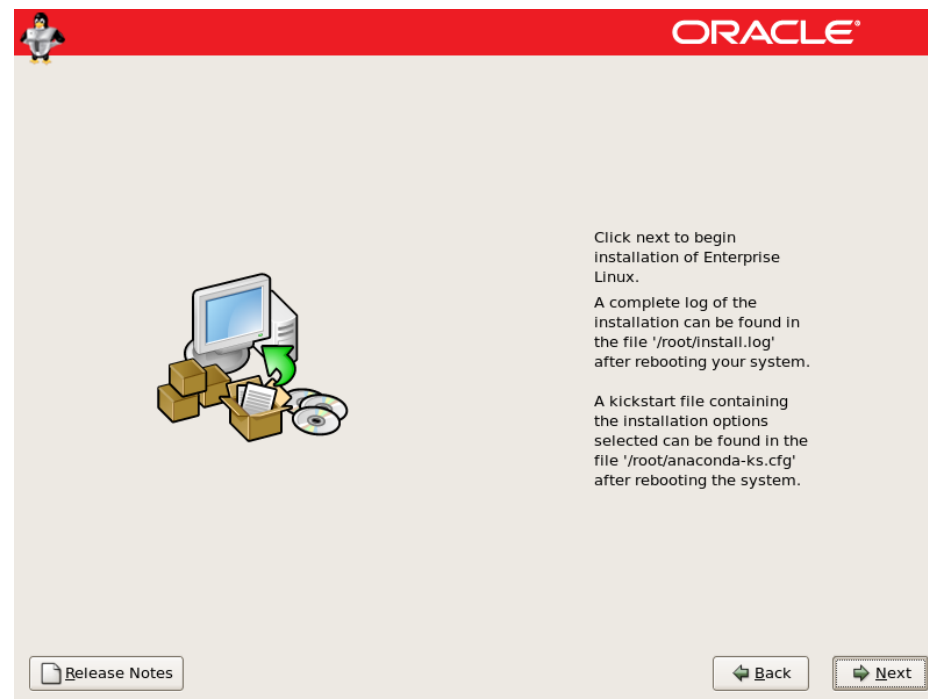 ORACLE®
Click next to begin
installation of Enterprise
Linux.
A complete log of the
installation can be found in
the file '/root/install.log'
after rebooting your system.
A kickstart file containing
the installation options
selected can be found in the
file '/root/anaconda-ks.cfg'
after rebooting the system.
Release Notes
Back
Next